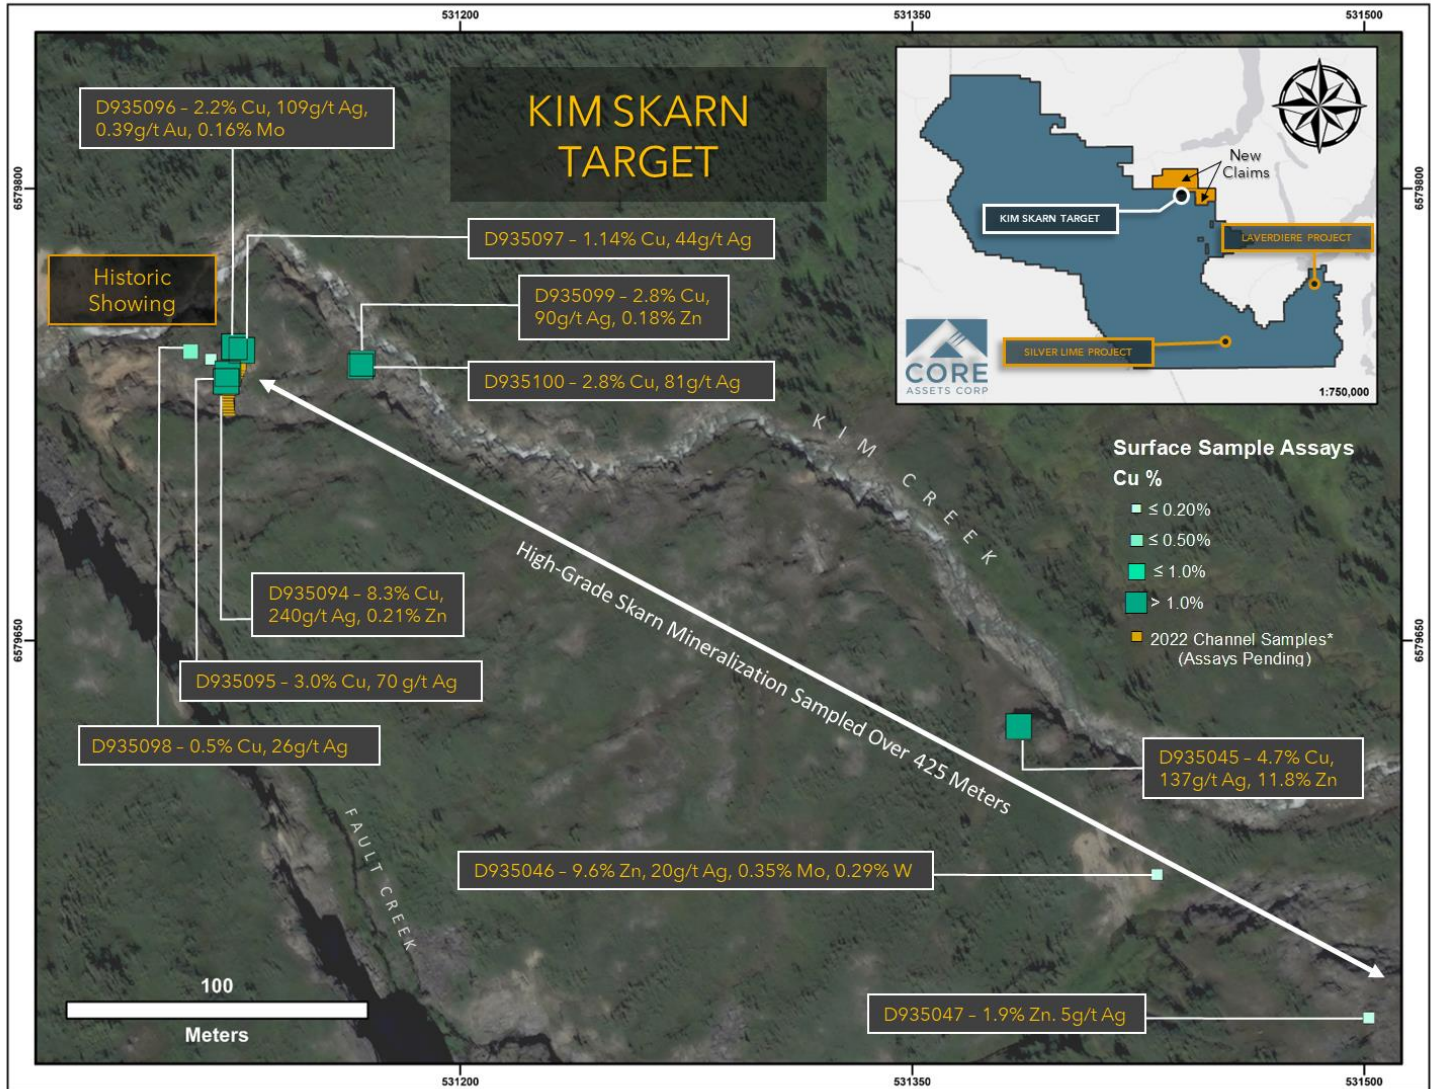 531200
531350
531500
D935096 – 2.2% Cu, 109g/t Ag,
0.39g/t Au, 0.16% Mo
KIM SKARN
TARGET
New
Claims
KIM SKARN TARGET
LAVERDIERE PROJECT
SILVER LIME PROJECT
CORE
ASSETS CORP
1:750,000
6579800
6579800
D935097 – 1.14% Cu, 44g/t Ag
Historic
Showing
D935099 – 2.8% Cu,
90g/t Ag, 0.18% Zn
D935100 – 2.8% Cu, 81g/t Ag
KIM CREEK
Surface Sample Assays
Cu %
≤ 0.20%
≤ 0.50%
≤ 1.0%
> 1.0%
2022 Channel Samples*
(Assays Pending)
High-Grade Skarn Mineralization Sampled Over 425 Meters
D935094 – 8.3% Cu,
240g/t Ag, 0.21% Zn
6579650
6579650
D935095 – 3.0% Cu, 70 g/t Ag
D935098 – 0.5% Cu, 26g/t Ag
D935045 – 4.7% Cu,
137g/t Ag, 11.8% Zn
FAULT CREEK
D935046 – 9.6% Zn, 20g/t Ag, 0.35% Mo, 0.29% W
100
Meters
D935047 – 1.9% Zn. 5g/t Ag
531200
531350
531500